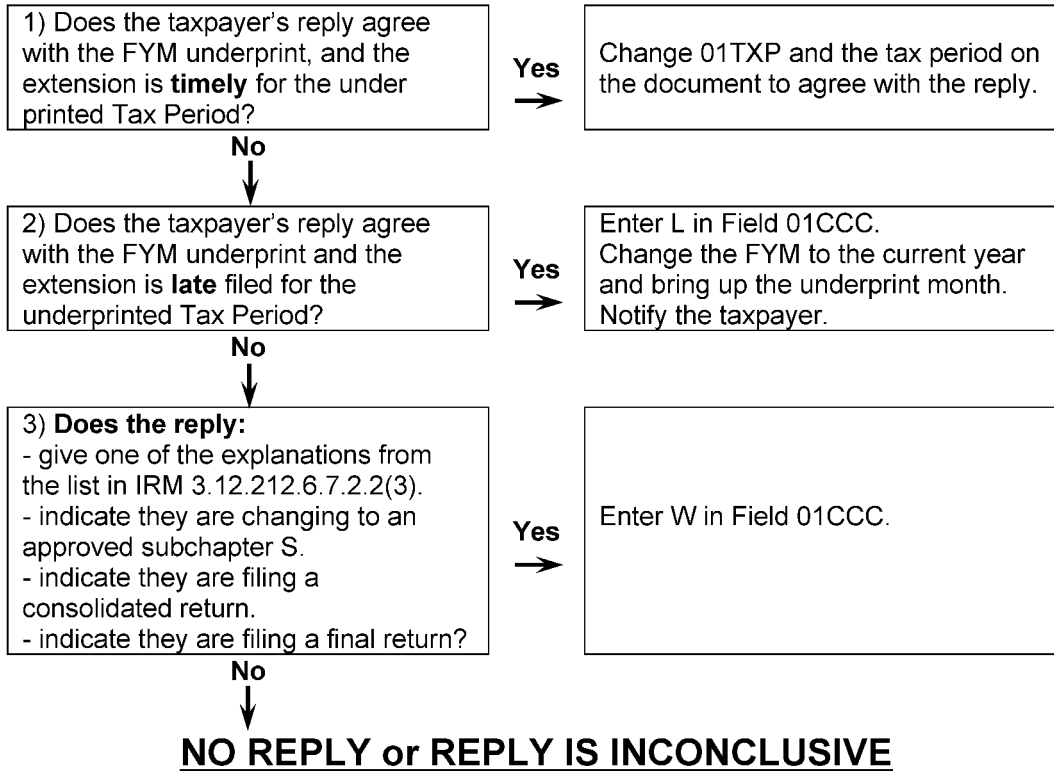 1) Does the taxpayer’s reply agree
with the FYM underprint, and the
extension is timely for the under
printed Tax Period?
Yes
Change 01TXP and the tax period on
the document to agree with the reply.
No
2) Does the taxpayer’s reply agree
with the FYM underprint and the
extension is late filed for the
underprinted Tax Period?
Yes
Enter L in Field 01CCC.
Change the FYM to the current year
and bring up the underprint month.
Notify the taxpayer.
No
3) Does the reply:
- give one of the explanations from
the list in IRM 3.12.212.6.7.2.2(3).
- indicate they are changing to an
approved subchapter S.
- indicate they are filing a
consolidated return.
- indicate they are filing a final return?
Yes
Enter W in Field 01CCC.
No
NO REPLY or REPLY IS INCONCLUSIVE